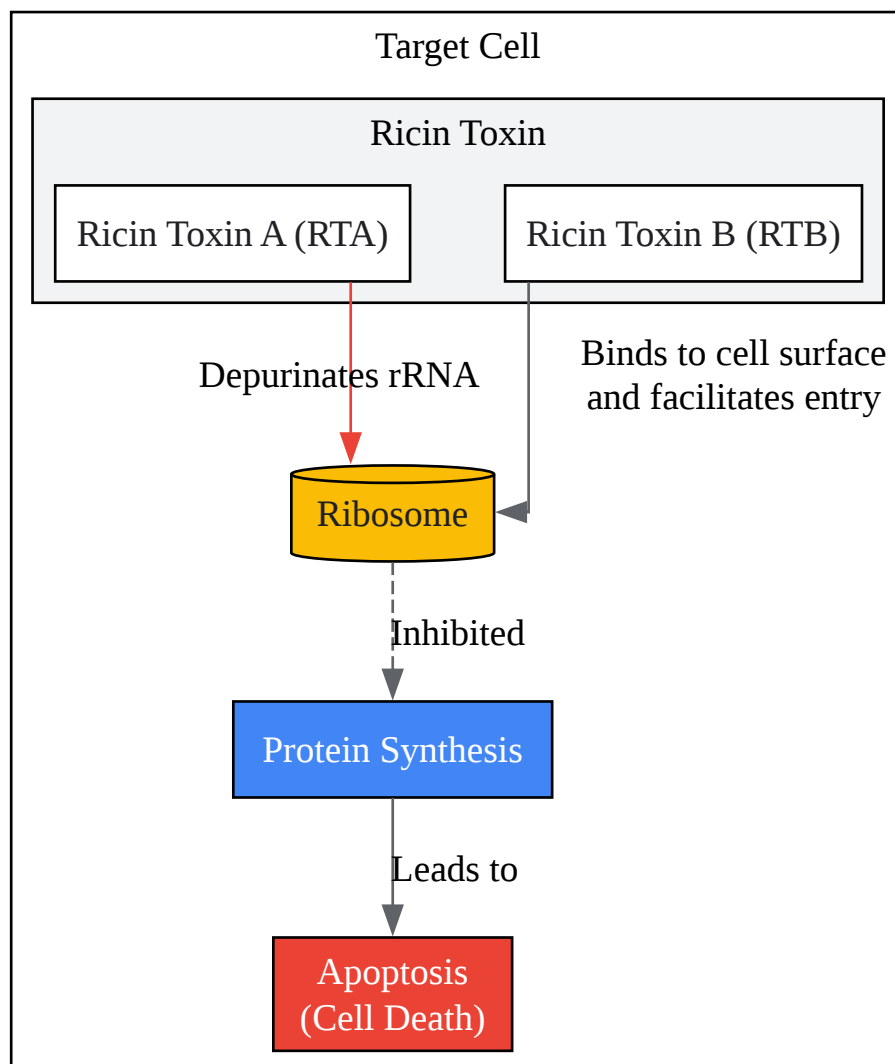 Target Cell
Ricin Toxin
Ricin Toxin A (RTA)
Ricin Toxin B (RTB)
Depurinates rRNA
Binds to cell surface
and facilitates entry
Ribosome
Inhibited
Protein Synthesis
Leads to
Apoptosis
(Cell Death)